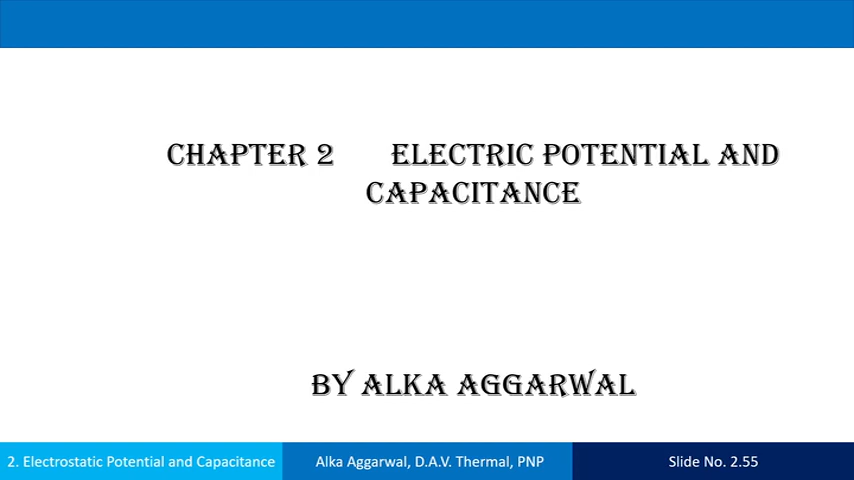 CHAPTER 2 ELECTRIC POTENTIAL AND
CAPACITANCE
BY ALKA AGGARWAL
2. Electrostatic Potential and Capacitance
Alka Aggarwal, D.A.V. Thermal, PNP
Slide No. 2.55